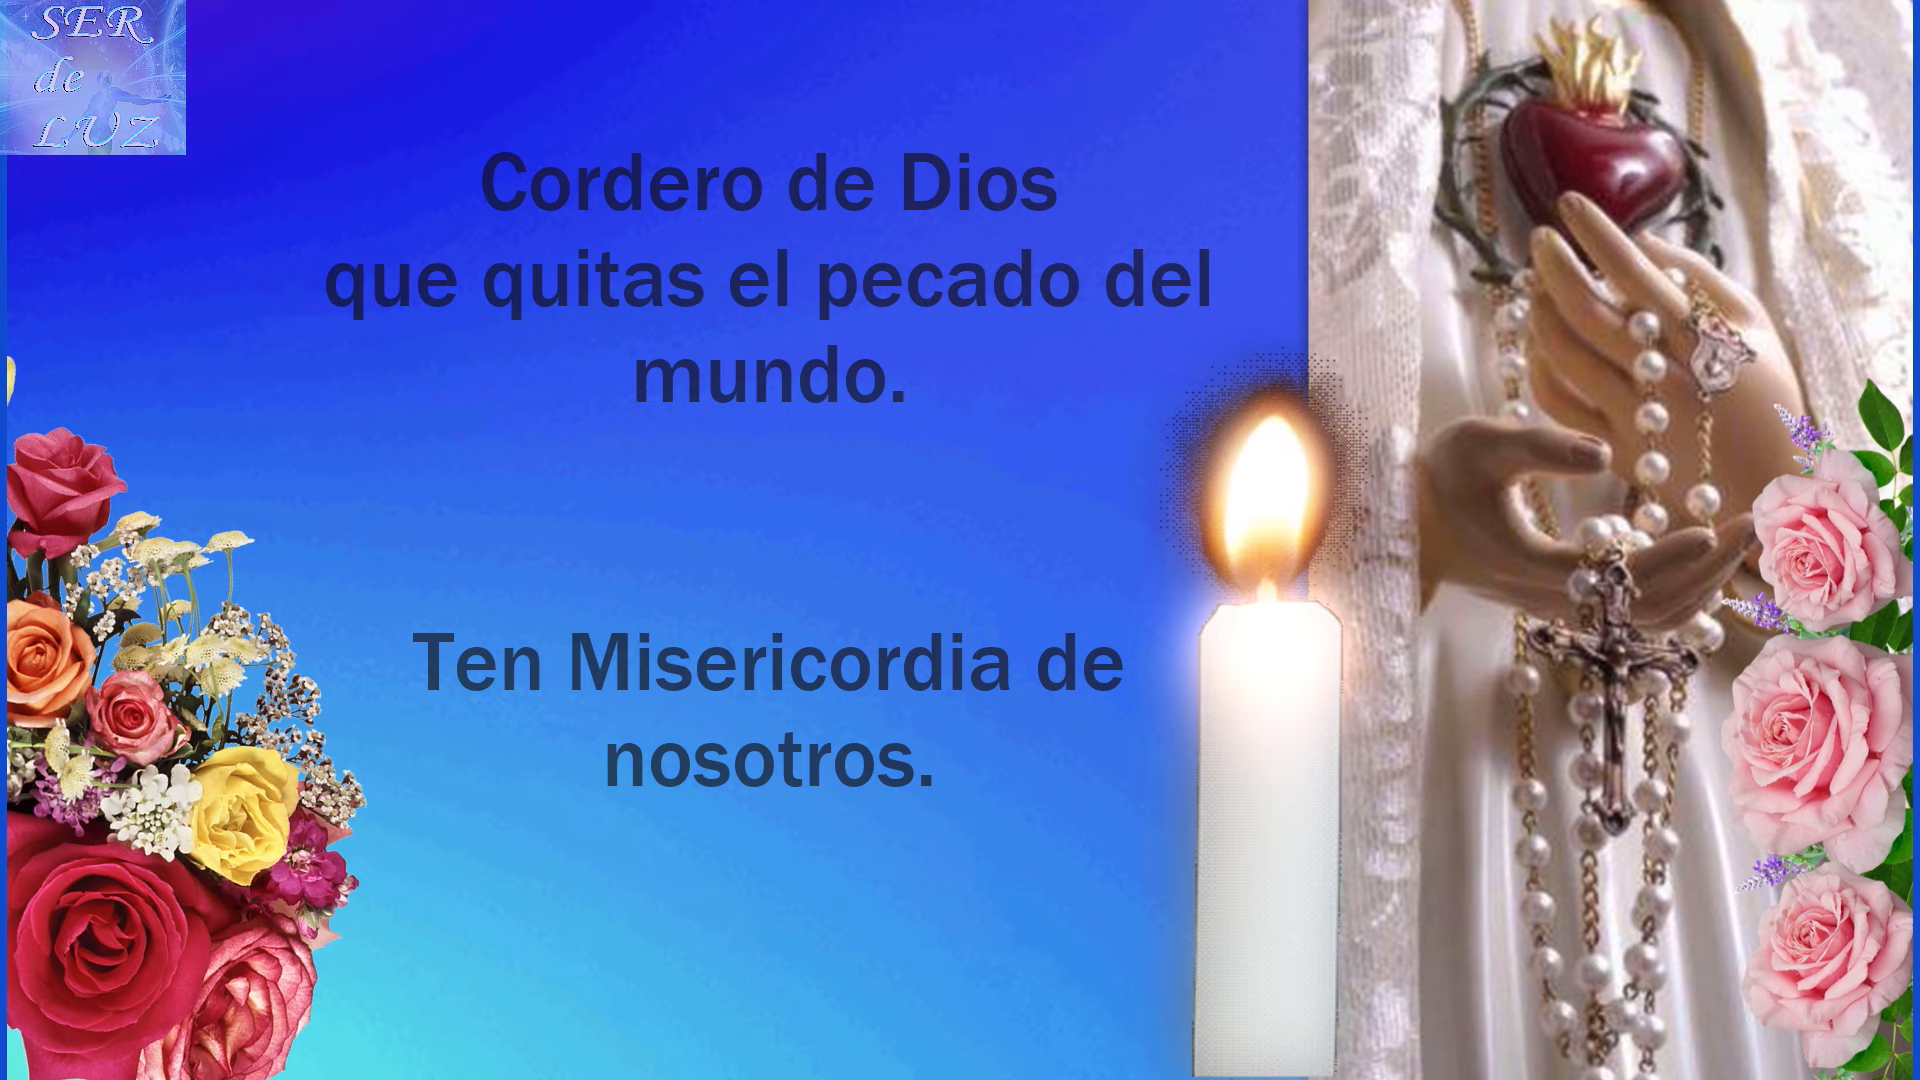 SER
de
LUZ
Cordero de Dios
que quitas el pecado del
mundo.
Ten Misericordia de
nosotros.